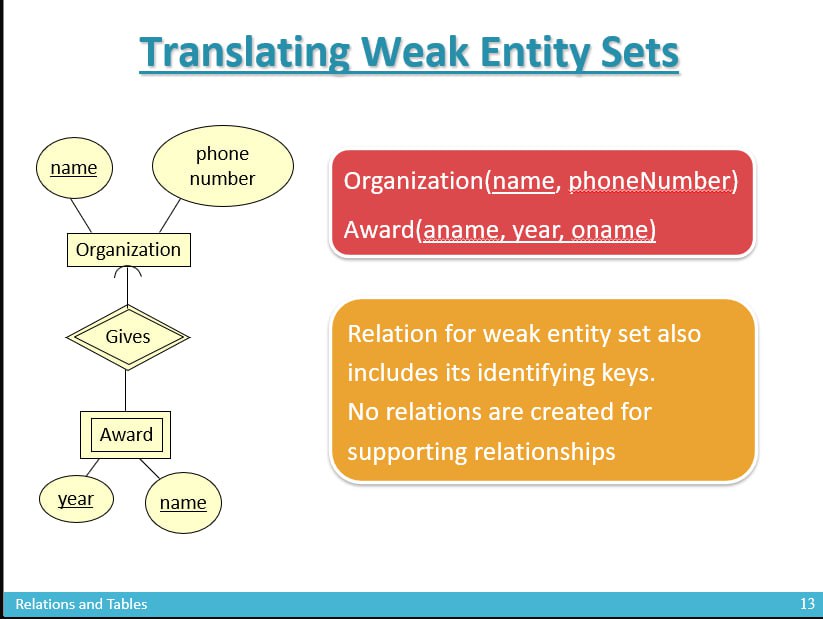 Translating Weak Entity Sets
name
phone
number
Organization
Gives
Award
year
name
Organization(name, phoneNumber)
Award(aname, year, oname)
Relation for weak entity set also
includes its identifying keys.
No relations are created for
supporting relationships
Relations and Tables
13